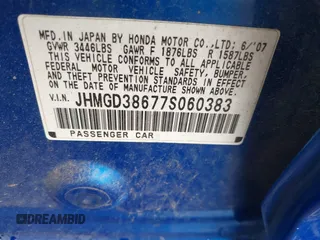 MFD. IN JAPAN BY HONDA MOTOR CO.,LTD: 6/'07
GVWR 3446LBS GAWR F 1876LBS R 1587LBS
THIS VEHICLE CONFORMS TO ALL APPLICABLE
FEDERAL MOTOR VEHICLE SAFETY, BUMPER,
AND THEFT PREVENTION STANDARDS IN EFFECT
ON THE DATE OF MANUFACTURE SHOWN ABOVE.
V.I.N. JHMGD38677S060383
PASSENGER CAR
DREAMBID